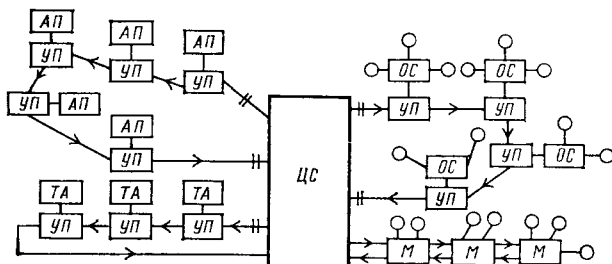 АП АП АП
УП УП УП
УП АП
АП
УП
ТА ТА ТА
УП УП УП
ЦС
ОС ОС
УП УП
УП ОС
ОС
УП
М М М